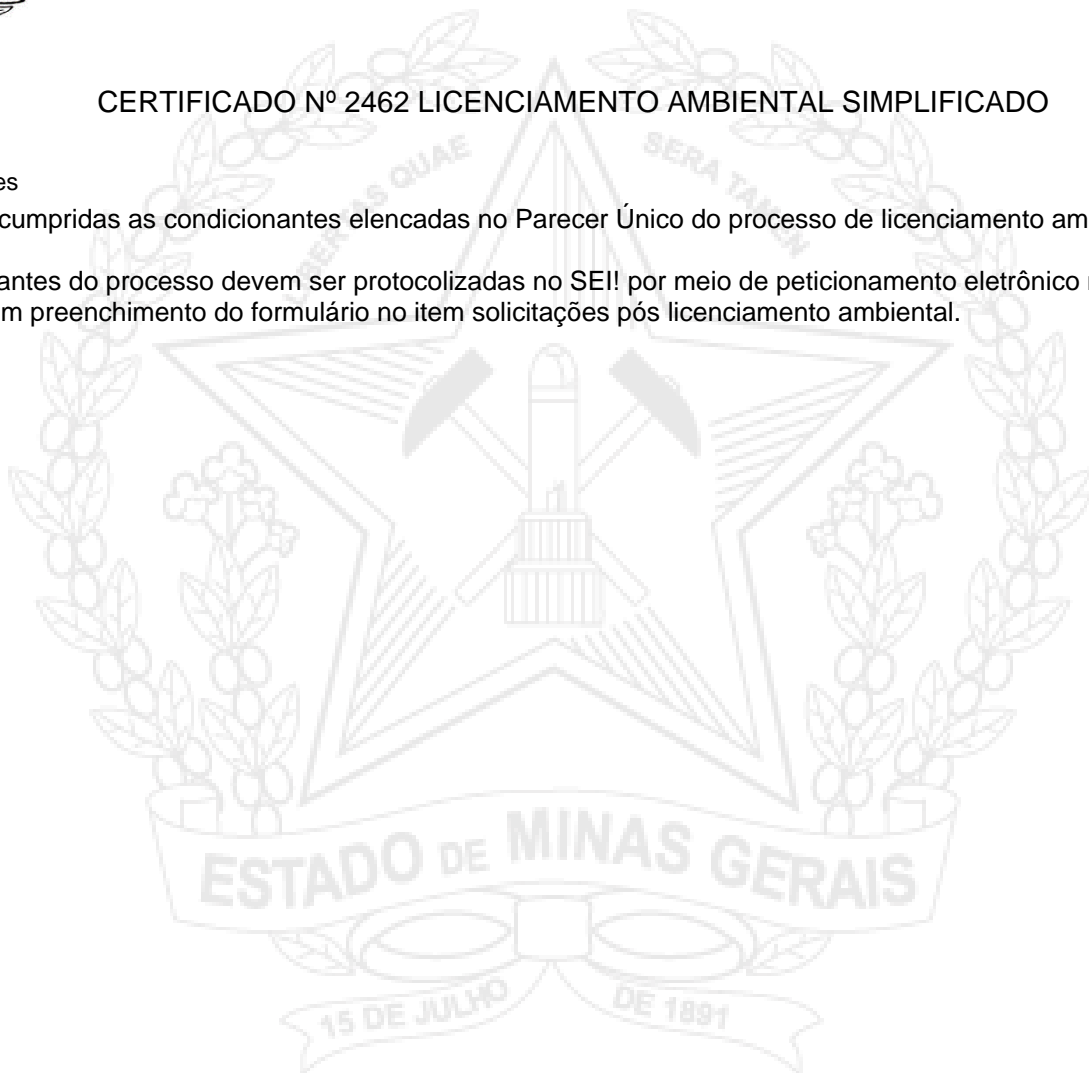 CERTIFICADO Nº 2462 LICENCIAMENTO AMBIENTAL SIMPLIFICADO
es
cumpridas as condicionantes elencadas no Parecer Único do processo de licenciamento am
antes do processo devem ser protocolizadas no SEI! por meio de peticionamento eletrônico
m preenchimento do formulário no item solicitações pós licenciamento ambiental.
LIBERTAS QUAE SERA TAMEN
ESTADO DE MINAS GERAIS
15 DE JULHO DE 1891